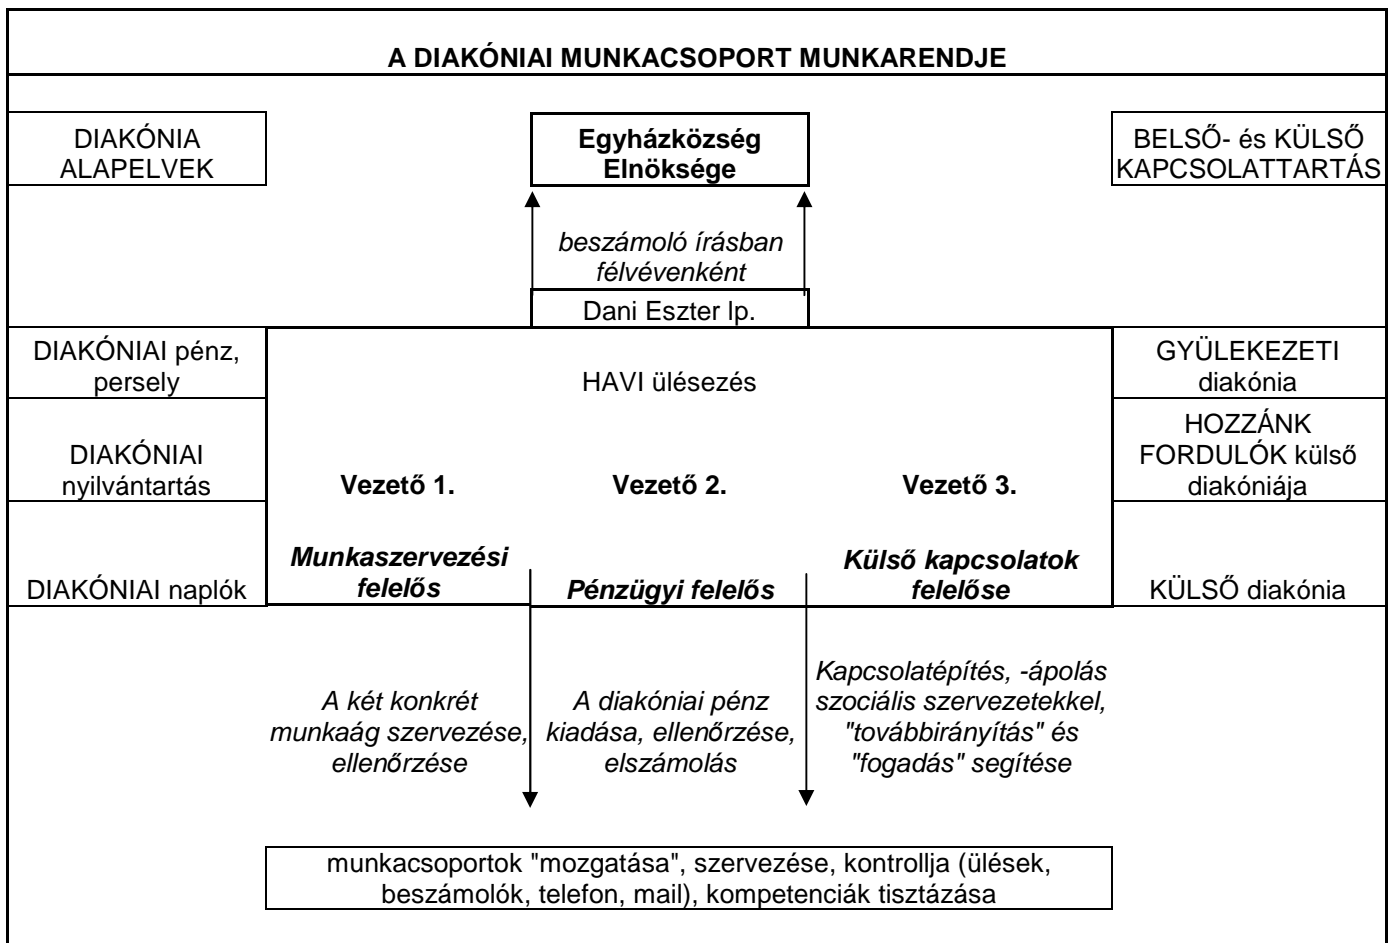 A DIAKÓNIAI MUNKACSOPORT MUNKARENDJE
DIAKÓNIA
ALAPELVEK
Egyházközség
Elnöksége
BELSŐ- és KÜLSŐ
KAPCSOLATTARTÁS
beszámoló írásban
félvévenként
Dani Eszter lp.
DIAKÓNIAI pénz,
persely
HAVI ülésezés
GYÜLEKEZETI
diakónia
DIAKÓNIAI
nyilvántartás
Vezető 1.
Vezető 2.
Vezető 3.
HOZZÁNK
FORDULÓK külső
diakóniája
DIAKÓNIAI naplók
Munkaszervezési
felelős
Pénzügyi felelős
Külső kapcsolatok
felelőse
KÜLSŐ diakónia
A két konkrét
munkaág szervezése,
ellenőrzése
A diakóniai pénz
kiadása, ellenőrzése,
elszámolás
Kapcsolatépítés, -ápolás
szociális szervezetekkel,
"továbbirányítás" és
"fogadás" segítése
munkacsoportok "mozgatása", szervezése, kontrollja (ülések,
beszámolók, telefon, mail), kompetenciák tisztázása